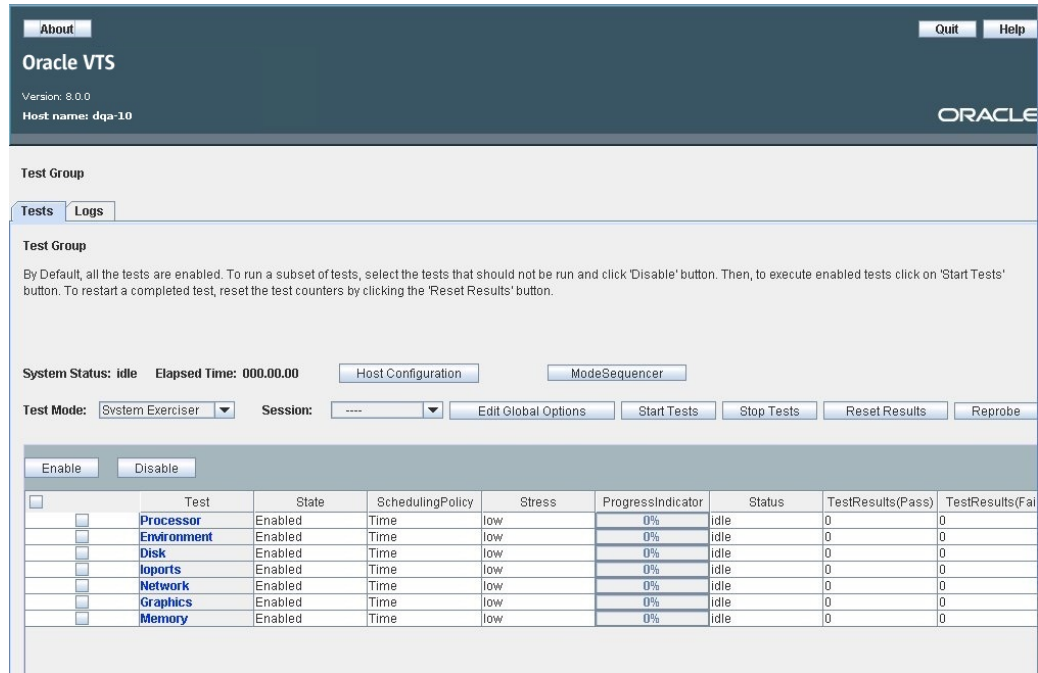 About Quit Help
Oracle VTS
Version: 8.0.0
Host name: dqa-10
ORACLE
Test Group
Tests Logs
Test Group
By Default, all the tests are enabled. To run a subset of tests, select the tests that should not be run and click 'Disable' button. Then, to execute enabled tests click on 'Start Tests'
button. To restart a completed test, reset the test counters by clicking the 'Reset Results' button.
System Status: idle Elapsed Time: 000.00.00 Host Configuration ModeSequencer
Test Mode: System Exerciser Session: ---- Edit Global Options Start Tests Stop Tests Reset Results Reprobe
Enable Disable
Test State SchedulingPolicy Stress ProgressIndicator Status TestResults(Pass) TestResults(Fai
Processor Enabled Time low 0% idle 0 0
Environment Enabled Time low 0% idle 0 0
Disk Enabled Time low 0% idle 0 0
Ioports Enabled Time low 0% idle 0 0
Network Enabled Time low 0% idle 0 0
Graphics Enabled Time low 0% idle 0 0
Memory Enabled Time low 0% idle 0 0